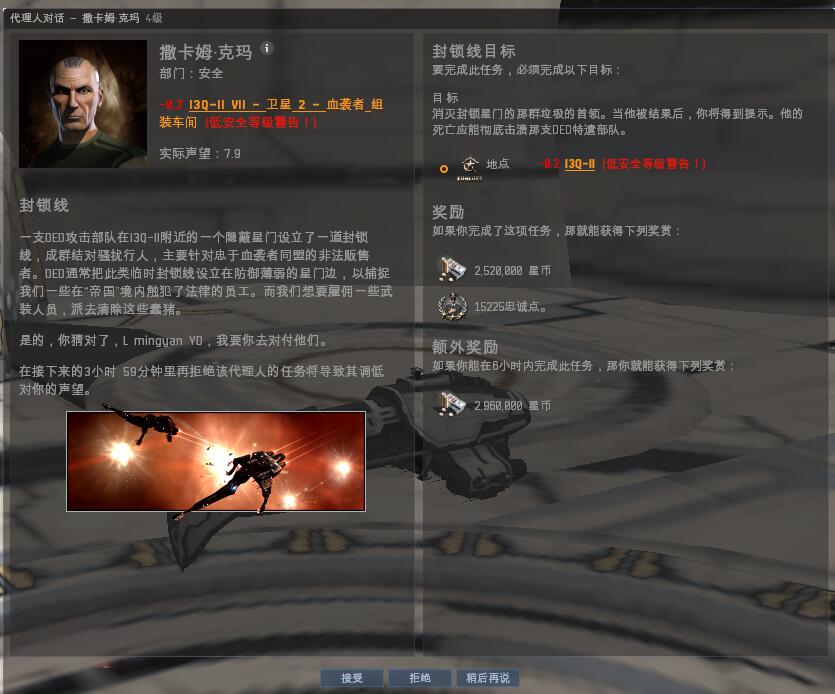 代理人对话 - 撒卡姆·克玛 4级
撒卡姆·克玛
部门：安全
-0.2 I3Q-II VII - 卫星 2 - 血袭者_组
装车间 (低安全等级警告！)
实际声望：7.9
封锁线
一支DED攻击部队在I3Q-II附近的一个隐蔽星门设立了一道封锁
线，成群结对骚扰行人，主要针对忠于血袭者同盟的非法贩售
者。DED通常把此类临时封锁线设立在防御薄弱的星门边，以捕捉
我们一些在“帝国”境内触犯了法律的员工。而我们想要雇佣一些武
装人员，派去清除这些蠢猪。
是的，你猜对了，L mingyan YD，我要你去对付他们。
在接下来的3小时 59分钟里再拒绝该代理人的任务将导致其调低
对你的声望。
封锁线目标
要完成此任务，必须完成以下目标：
目标
消灭封锁星门的那群垃圾的首领。当他被结果后，你将得到提示。他的
死亡应能彻底击溃那支DED特遣部队。
地点 -0.2 I3Q-II (低安全等级警告！)
奖励
如果你完成了这项任务，那就能获得下列奖赏：
2,520,000 星币
15225忠诚点。
额外奖励
如果你能在6小时内完成此任务，那你就能获得下列奖赏：
2,960,000 星币
接受 拒绝 稍后再说